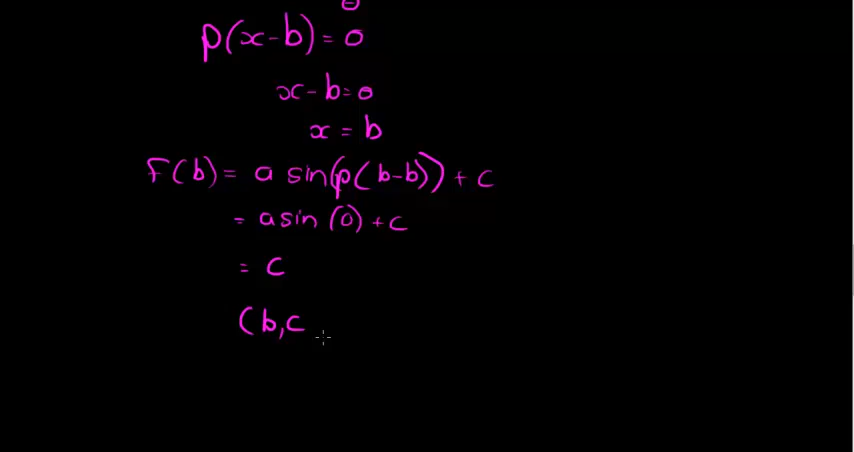 p(x-b)=0
x-b=0
x = b
F(b) = a sin(p(b-b)) + c
= a sin (0) + c
= c
(b,c